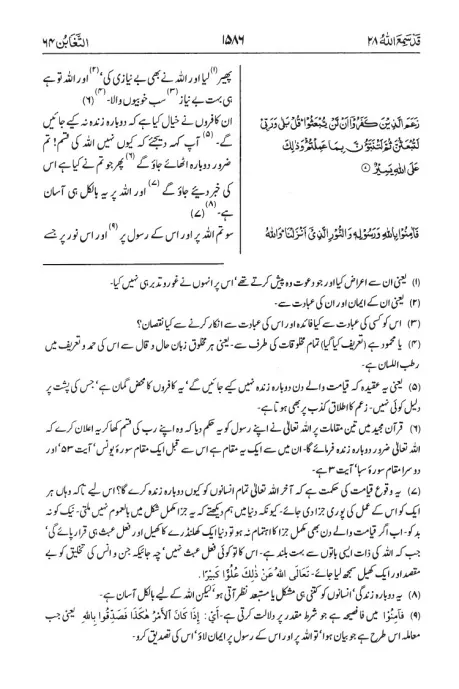 قد سمع اللہ ۲۸
۱۵۸۶
التغابن ۶۴
پھیر(۱) لیا اور اللہ نے بھی بے نیازی کی،(۲) اور اللہ تو ہے
ہی بہت بے نیاز(۳) سب خوبیوں والا-(۴) (۶)
ان کافروں نے خیال کیا ہے کہ دوبارہ زندہ نہ کیے جائیں
گے-(۵) آپ کہہ دیجئے کہ کیوں نہیں اللہ کی قسم! تم
ضرور دوبارہ اٹھائے جاؤ گے(۶) پھر جو تم نے کیا ہے اس
کی خبر دیئے جاؤ گے(۷) اور اللہ پر یہ بالکل ہی آسان
ہے-(۸) (۷)
سو تم اللہ پر اور اس کے رسول پر(۹) اور اس نور پر جسے
زَعَمَ الَّذِیْنَ کَفَرُوْۤا اَنْ لَّنْ یُّبْعَثُوْا ؕ قُلْ بَلٰی وَرَبِّیْ
لَتُبْعَثُنَّ ثُمَّ لَتُنَبَّؤُنَّ بِمَا عَمِلْتُمْ ؕ وَذٰلِکَ
عَلَی اللّٰہِ یَسِیْرٌ
فَاٰمِنُوْا بِاللّٰہِ وَرَسُوْلِہٖ وَالنُّوْرِ الَّذِیْۤ اَنْزَلْنَا ؕ وَاللّٰہُ
(۱) یعنی ان سے اعراض کیا اور جو دعوت وہ پیش کرتے تھے، اس پر انہوں نے غور و تدبر ہی نہیں کیا-
(۲) یعنی ان کے ایمان اور ان کی عبادت سے-
(۳) اس کو کسی کی عبادت سے کیا فائدہ اور اس کی عبادت سے انکار کرنے سے کیا نقصان؟
(۴) یا محمود ہے (تعریف کیا گیا) تمام مخلوقات کی طرف سے- یعنی ہر مخلوق زبان حال و قال سے اس کی حمد و تعریف میں
رطب اللسان ہے-
(۵) یعنی یہ عقیدہ کہ قیامت والے دن دوبارہ زندہ نہیں کیے جائیں گے، یہ کافروں کا محض گمان ہے، جس کی پشت پر
دلیل کوئی نہیں- زعم کا اطلاق کذب پر بھی ہوتا ہے-
(۶) قرآن مجید میں تین مقامات پر اللہ تعالیٰ نے اپنے رسول کو یہ حکم دیا کہ وہ اپنے رب کی قسم کھا کر یہ اعلان کرے کہ
اللہ تعالیٰ ضرور دوبارہ زندہ فرمائے گا- ان میں سے ایک یہ مقام ہے اس سے قبل ایک مقام سورۂ یونس، آیت ۵۳، اور
دوسرا مقام سورۂ سبا، آیت ۳ ہے-
(۷) یہ وقوع قیامت کی حکمت ہے کہ آخر اللہ تعالیٰ تمام انسانوں کو کیوں دوبارہ زندہ کرے گا؟ اس لیے تاکہ وہاں ہر
ایک کو اس کے عمل کی پوری جزا دی جائے- کیونکہ دنیا میں ہم دیکھتے ہیں کہ یہ جزا مکمل شکل میں بالعموم نہیں ملتی- نیک کو نہ
بد کو- اب اگر قیامت والے دن بھی مکمل جزا کا اہتمام نہ ہو تو دنیا ایک کھلنڈرے کا کھیل اور فعل عبث ہی قرار پائے گی،
جب کہ اللہ کی ذات ایسی باتوں سے بہت بلند ہے- اس کا تو کوئی فعل عبث نہیں، چہ جائیکہ جن و انس کی تخلیق کو بے
مقصد اور ایک کھیل سمجھ لیا جائے- تَعَالَى اللهُ عَنْ ذَلِكَ عُلُوًّا كَبِيرًا.
(۸) یہ دوبارہ زندگی، انسانوں کو کتنی ہی مشکل یا مستبعد نظر آتی ہو، لیکن اللہ کے لیے بالکل آسان ہے-
(۹) فَآمِنُوْا میں فا فصیحہ ہے جو شرط مقدر پر دلالت کرتی ہے- أَيْ: إِذَا كَانَ الْأَمْرُ هٰكَذَا فَصَدِّقُوا بِاللهِ یعنی جب
معاملہ اس طرح ہے جو بیان ہوا، تو اللہ پر اور اس کے رسول پر ایمان لاؤ، اس کی تصدیق کرو-